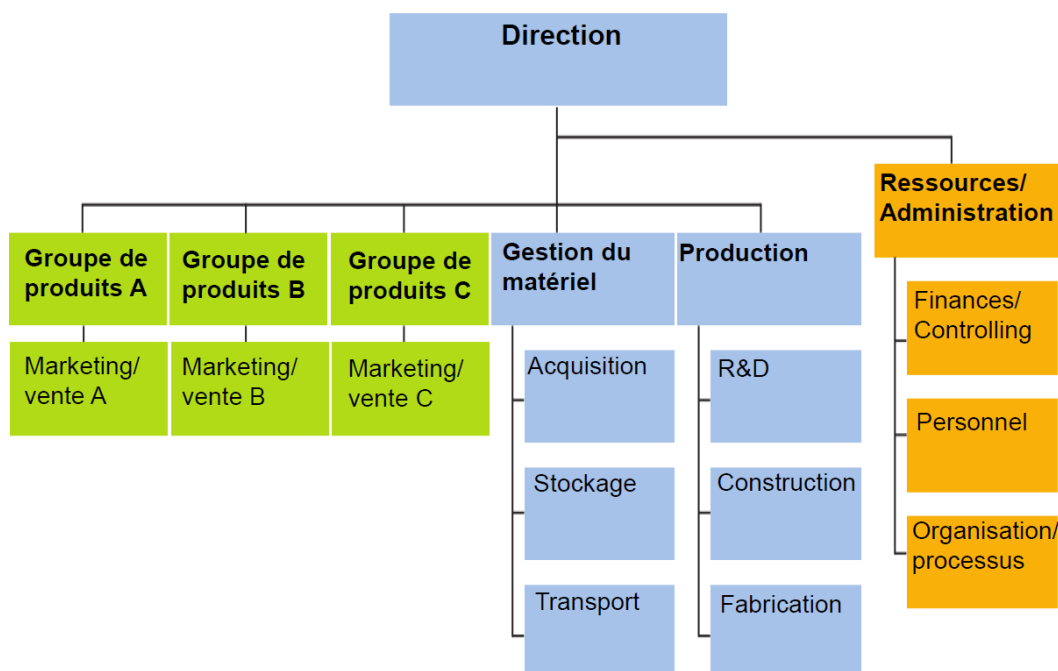 Direction
Ressources/
Administration
Groupe de
produits A
Groupe de
produits B
Groupe de
produits C
Gestion du
matériel
Production
Finances/
Controlling
Marketing/
vente A
Marketing/
vente B
Marketing/
vente C
Acquisition
R&D
Personnel
Stockage
Construction
Organisation/
processus
Transport
Fabrication